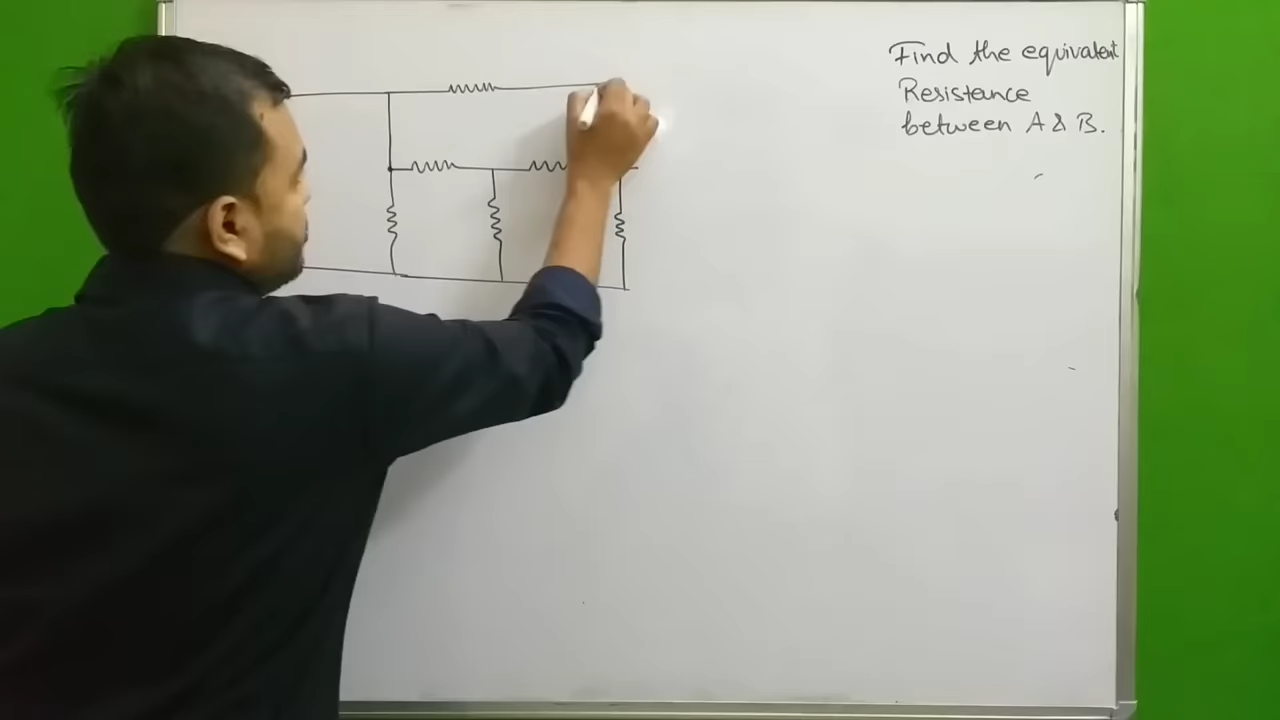 Find the equivalent
Resistance
between A & B.